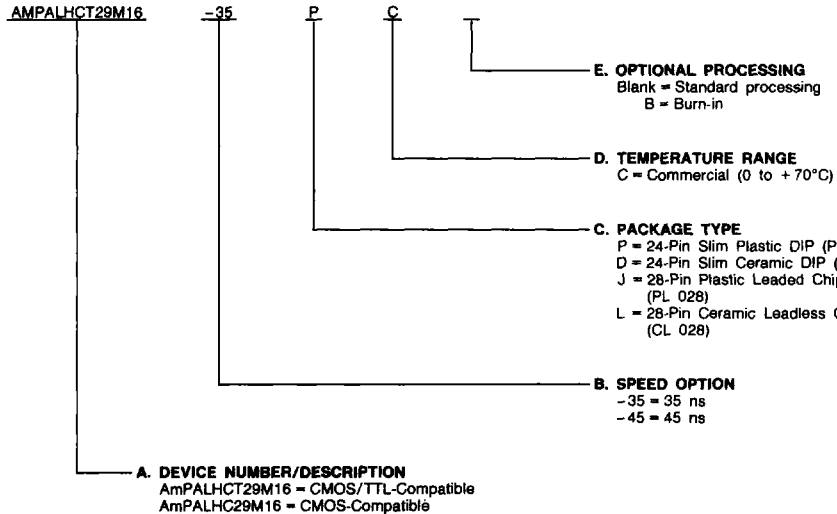 AMPALHCT29M16 -35 P C
E. OPTIONAL PROCESSING
Blank = Standard processing
B = Burn-in
D. TEMPERATURE RANGE
C = Commercial (0 to +70°C)
C. PACKAGE TYPE
P = 24-Pin Slim Plastic DIP (P
D = 24-Pin Slim Ceramic DIP (
J = 28-Pin Plastic Leaded Chip
(PL 028)
L = 28-Pin Ceramic Leadless
(CL 028)
B. SPEED OPTION
-35 = 35 ns
-45 = 45 ns
A. DEVICE NUMBER/DESCRIPTION
AmPALHCT29M16 = CMOS/TTL-Compatible
AmPALHC29M16 = CMOS-Compatible